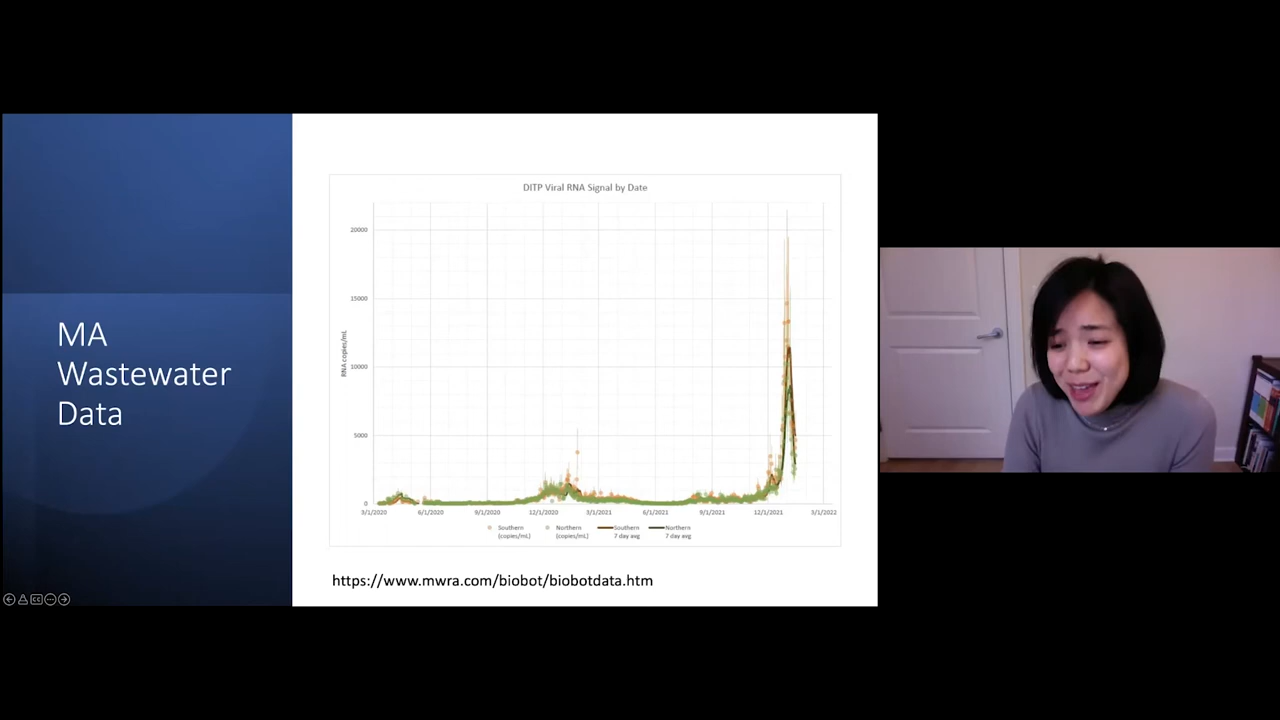 MA
Wastewater
Data
DITP Viral RNA Signal by Date
RNA copies/mL
20000
15000
10000
5000
0
3/1/2020 6/1/2020 9/1/2020 12/1/2020 3/1/2021 6/1/2021 9/1/2021 12/1/2021 3/1/2022
Southern Northern Southern Northern
(copies/mL) (copies/mL) 7 day avg 7 day avg
https://www.mwra.com/biobot/biobotdata.htm
CC